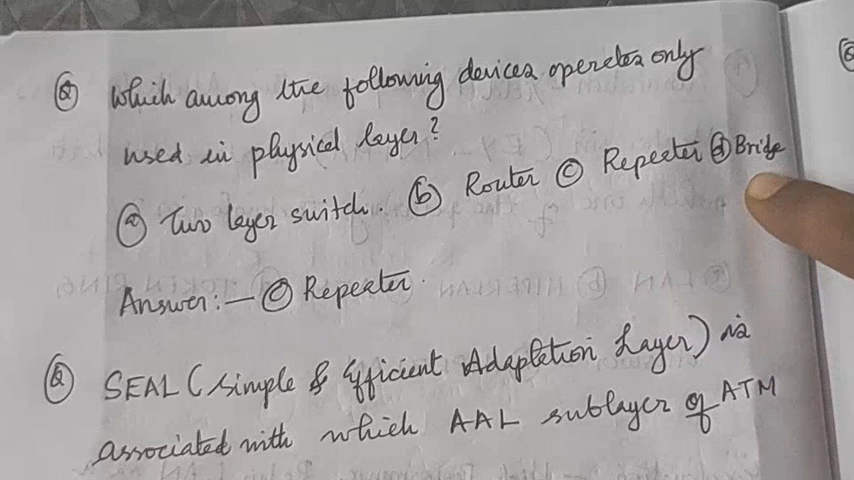 Q Which among the following devices operates only
used in physical layer?
a Two layer switch. b Router c Repeater d Bridge
Answer:— c Repeater.
Q SEAL (Simple & Efficient Adaptation Layer) is
associated with which AAL sublayer of ATM